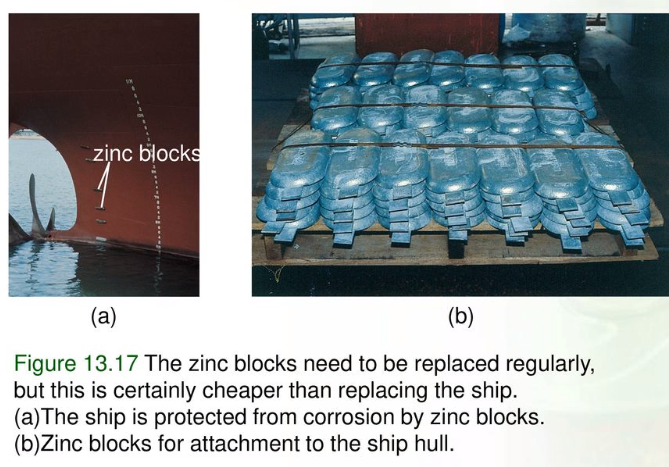 zinc blocks
(a)
(b)
Figure 13.17 The zinc blocks need to be replaced regularly,
but this is certainly cheaper than replacing the ship.
(a)The ship is protected from corrosion by zinc blocks.
(b)Zinc blocks for attachment to the ship hull.